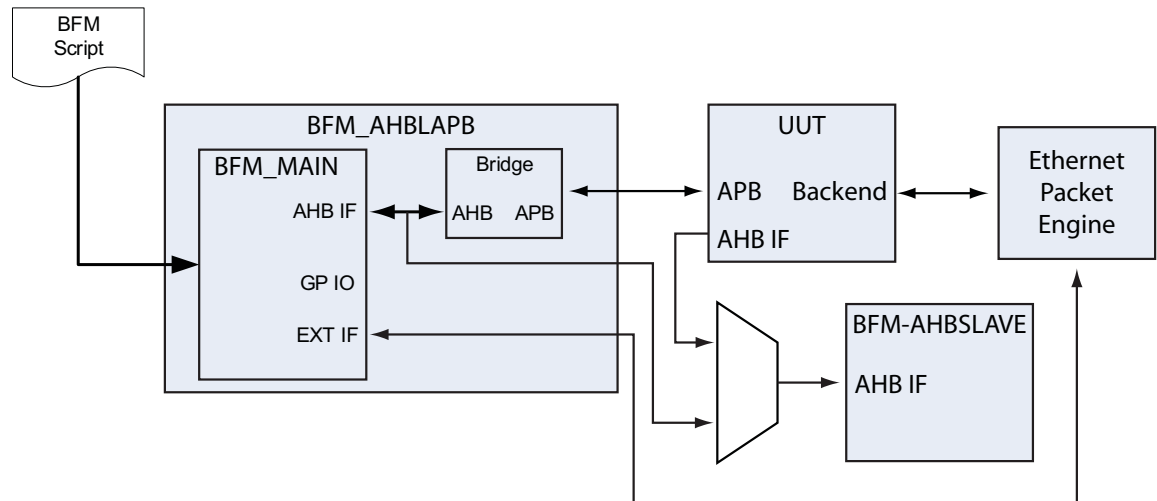 BFM
Script
BFM_AHBLAPB
BFM_MAIN
AHB IF
GP IO
EXT IF
Bridge
AHB APB
UUT
APB Backend
AHB IF
Ethernet
Packet
Engine
BFM-AHBSLAVE
AHB IF